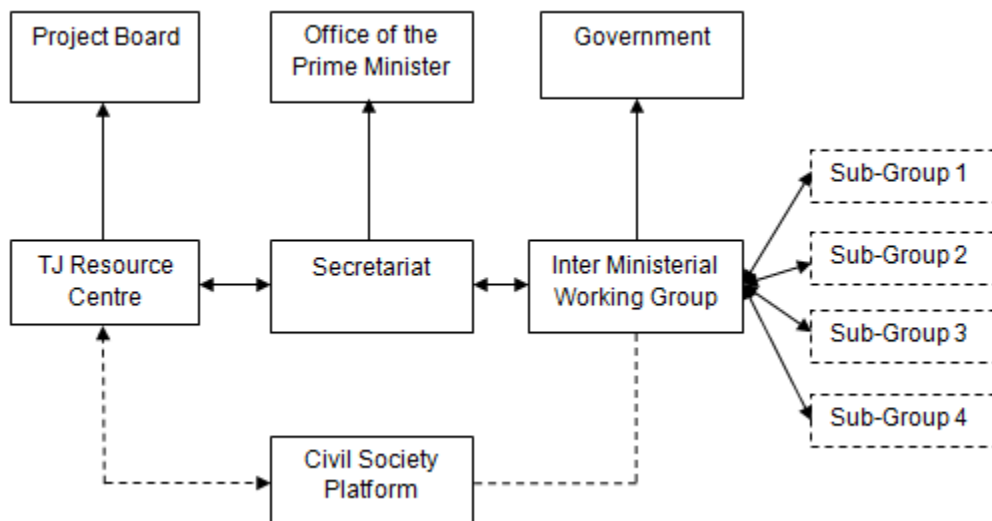 Project Board
Office of the
Prime Minister
Government
Sub-Group 1
Sub-Group 2
Sub-Group 3
Sub-Group 4
TJ Resource
Centre
Secretariat
Inter Ministerial
Working Group
Civil Society
Platform